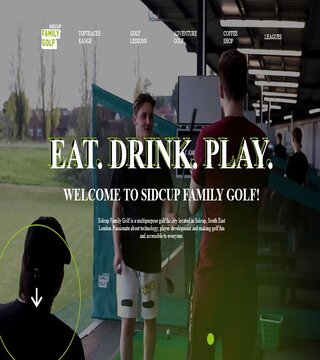 SIDCUP
FAMILY
GOLF
TOPTRACER
RANGE
GOLF
LESSONS
ADVENTURE
GOLF
COFFEE
SHOP
LEAGUES
EAT. DRINK. PLAY.
WELCOME TO SIDCUP FAMILY GOLF!
Sidcup Family Golf is a multipurpose golf facility located in Sidcup, South East
London. Passionate about technology, player development and making golf fun
and accessible to everyone.